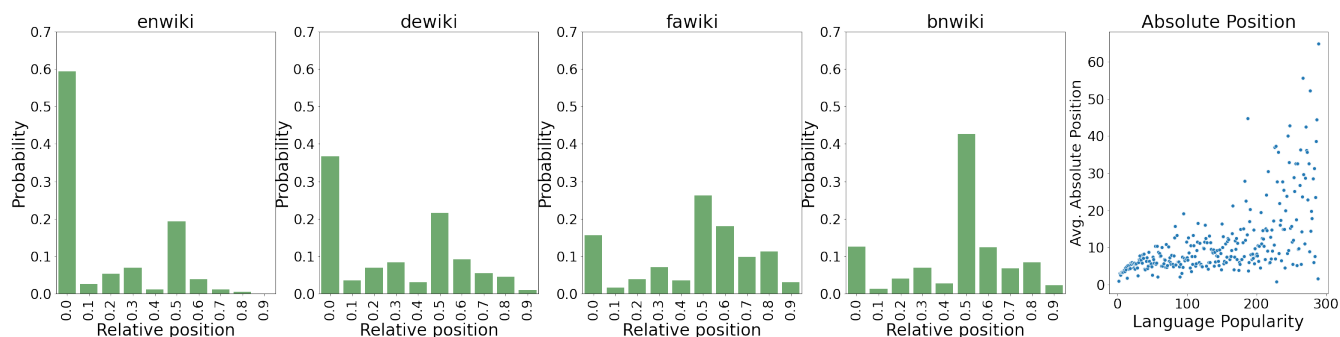 enwiki
Probability
0.7
0.6
0.5
0.4
0.3
0.2
0.1
0.0
0.0 0.1 0.2 0.3 0.4 0.5 0.6 0.7 0.8 0.9
Relative position
dewiki
Probability
0.7
0.6
0.5
0.4
0.3
0.2
0.1
0.0
0.0 0.1 0.2 0.3 0.4 0.5 0.6 0.7 0.8 0.9
Relative position
fawiki
Probability
0.7
0.6
0.5
0.4
0.3
0.2
0.1
0.0
0.0 0.1 0.2 0.3 0.4 0.5 0.6 0.7 0.8 0.9
Relative position
bnwiki
Probability
0.7
0.6
0.5
0.4
0.3
0.2
0.1
0.0
0.0 0.1 0.2 0.3 0.4 0.5 0.6 0.7 0.8 0.9
Relative position
Absolute Position
Avg. Absolute Position
60
50
40
30
20
10
0
0 100 200 300
Language Popularity